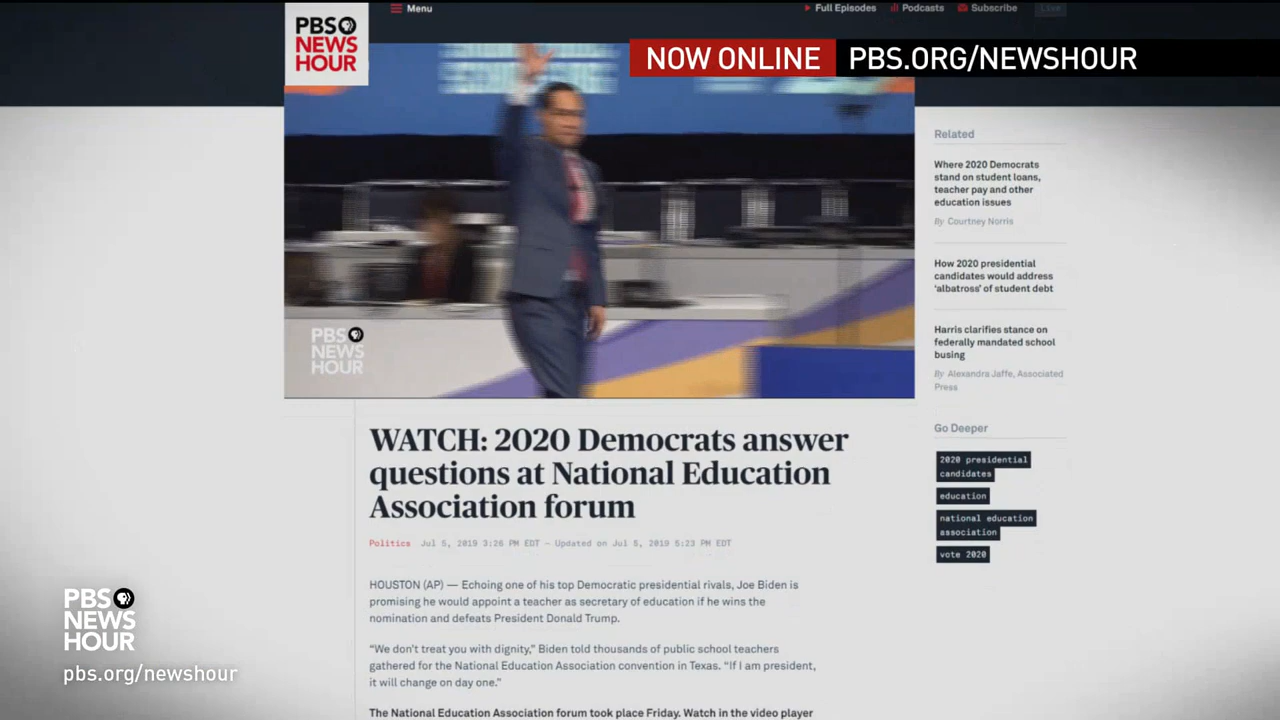 PBS
NEWS
HOUR
Menu
Full Episodes
Podcasts
Subscribe
Live
NOW ONLINE
PBS.ORG/NEWSHOUR
PBS
NEWS
HOUR
Related
Where 2020 Democrats
stand on student loans,
teacher pay and other
education issues
By Courtney Norris
How 2020 presidential
candidates would address
‘albatross’ of student debt
Harris clarifies stance on
federally mandated school
busing
By Alexandra Jaffe, Associated
Press
Go Deeper
2020 presidential
candidates
education
national education
association
vote 2020
WATCH: 2020 Democrats answer
questions at National Education
Association forum
Politics Jul 5, 2019 3:26 PM EDT — Updated on Jul 5, 2019 5:23 PM EDT
HOUSTON (AP) — Echoing one of his top Democratic presidential rivals, Joe Biden is
promising he would appoint a teacher as secretary of education if he wins the
nomination and defeats President Donald Trump.
“We don’t treat you with dignity,” Biden told thousands of public school teachers
gathered for the National Education Association convention in Texas. “If I am president,
it will change on day one.”
The National Education Association forum took place Friday. Watch in the video player
PBS
NEWS
HOUR
pbs.org/newshour